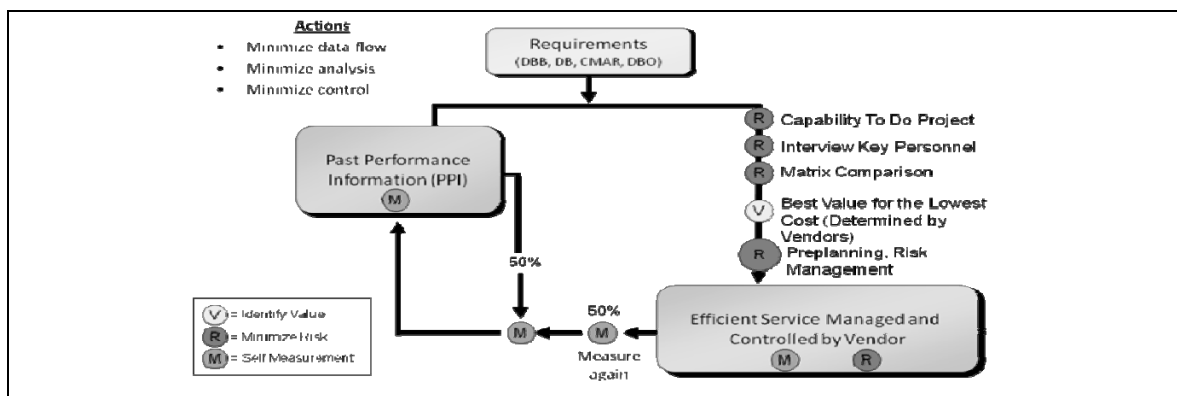 Actions
• Minimize data flow
• Minimize analysis
• Minimize control
Requirements
(DBB, DB, CMAR, DBO)
R Capability To Do Project
R Interview Key Personnel
R Matrix Comparison
V Best Value for the Lowest
Cost (Determined by
Vendors)
R Preplanning, Risk
Management
Past Performance
Information (PPI)
M
50%
50%
M
M
Measure
again
Efficient Service Managed and
Controlled by Vendor
M R
V = Identify Value
R = Minimize Risk
M = Self Measurement